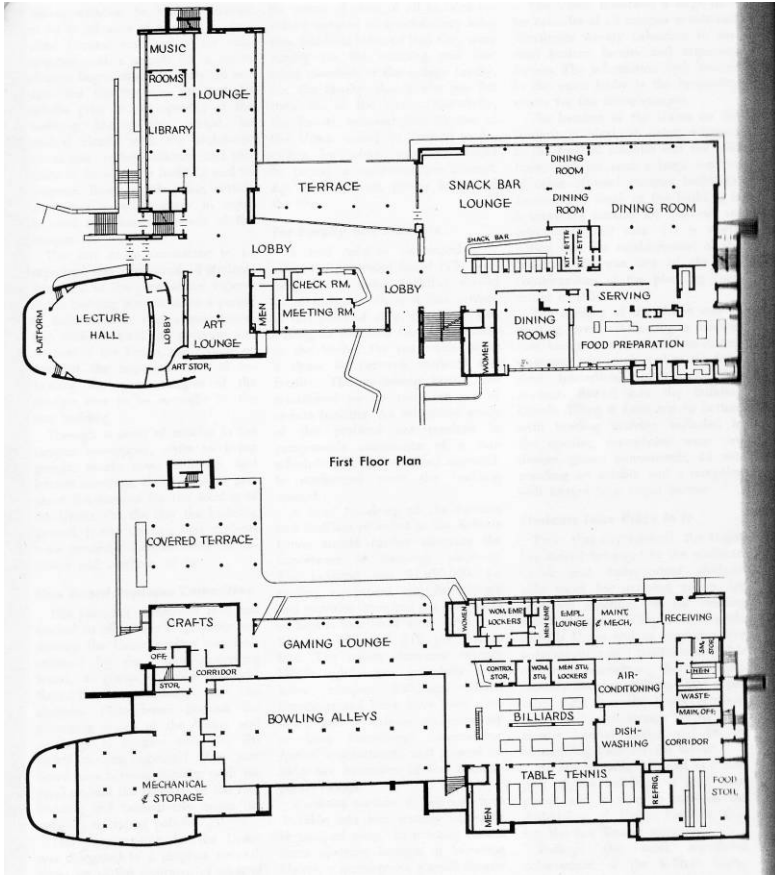 MUSIC
ROOMS
LOUNGE
LIBRARY
TERRACE
SNACK BAR
LOUNGE
DINING
ROOM
DINING
ROOM
DINING ROOM
LOBBY
SNACK BAR
KIT-ETTE
KIT-ETTE
CHECK RM.
LOBBY
MEN
MEETING RM.
SERVING
PLATFORM
LECTURE
HALL
LOBBY
ART
LOUNGE
DINING
ROOMS
FOOD PREPARATION
WOMEN
ART STOR.
First Floor Plan
COVERED TERRACE
CRAFTS
WOMEN
WOM. EMP.
LOCKERS
MEN EMP.
EMPL.
LOUNGE
MAINT.
& MECH.
RECEIVING
GAMING LOUNGE
OFF.
STOR.
CORRIDOR
SM.
STOR.
CONTROL
STOR.
WOM.
STU.
MEN STU.
LOCKERS
AIR-
CONDITIONING
LINEN
WASTE
MAIN. OFF.
BOWLING ALLEYS
BILLIARDS
DISH-
WASHING
CORRIDOR
MECHANICAL
& STORAGE
TABLE TENNIS
MEN
REFRIG.
FOOD
STOR.